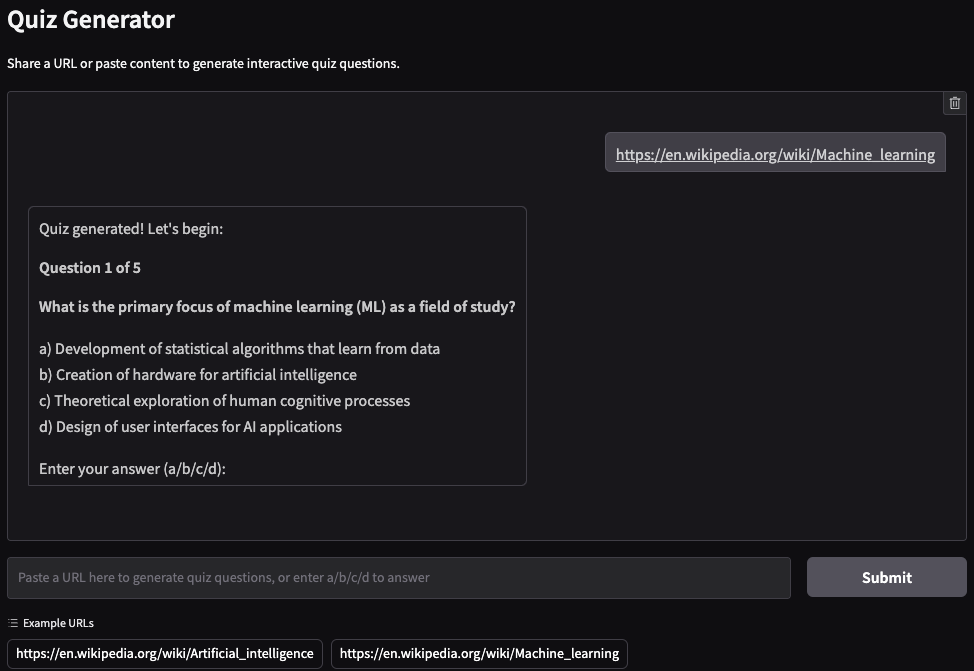 Quiz Generator
Share a URL or paste content to generate interactive quiz questions.
https://en.wikipedia.org/wiki/Machine_learning
Quiz generated! Let's begin:
Question 1 of 5
What is the primary focus of machine learning (ML) as a field of study?
a) Development of statistical algorithms that learn from data
b) Creation of hardware for artificial intelligence
c) Theoretical exploration of human cognitive processes
d) Design of user interfaces for AI applications
Enter your answer (a/b/c/d):
Paste a URL here to generate quiz questions, or enter a/b/c/d to answer
Submit
Example URLs
https://en.wikipedia.org/wiki/Artificial_intelligence
https://en.wikipedia.org/wiki/Machine_learning